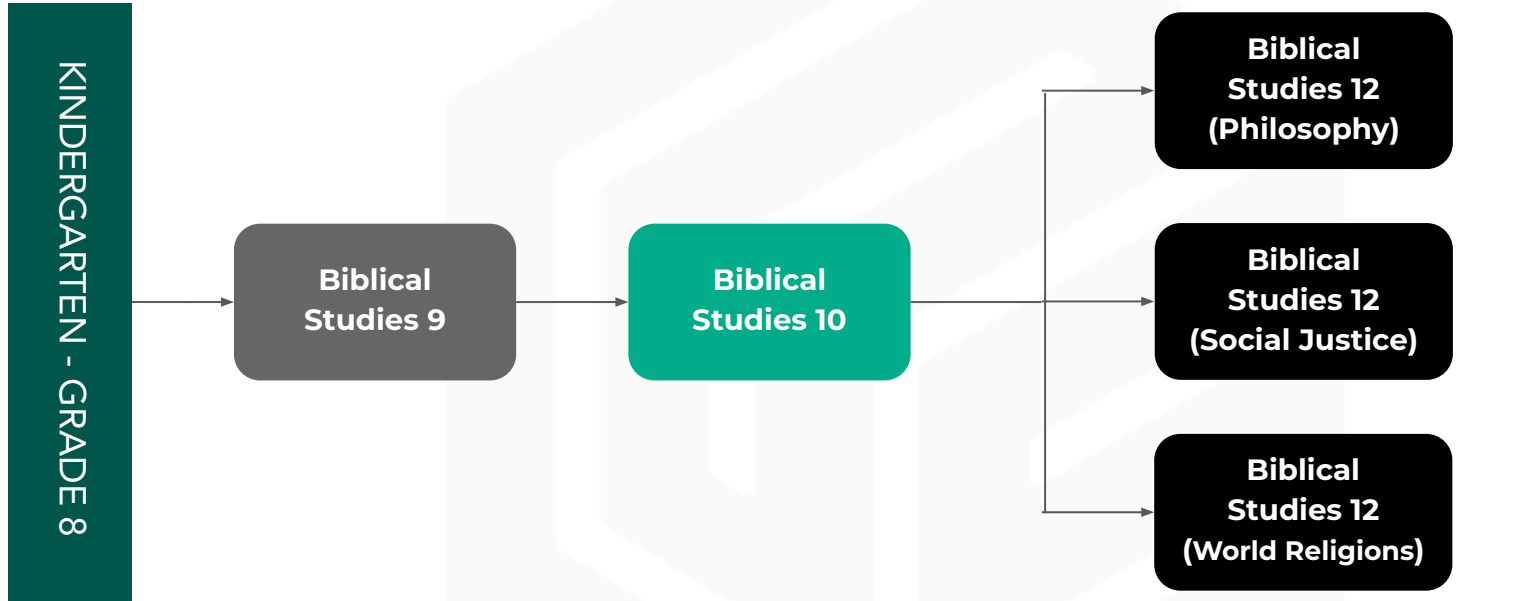 KINDERGARTEN - GRADE 8
Biblical
Studies 9
Biblical
Studies 10
Biblical
Studies 12
(Philosophy)
Biblical
Studies 12
(Social Justice)
Biblical
Studies 12
(World Religions)